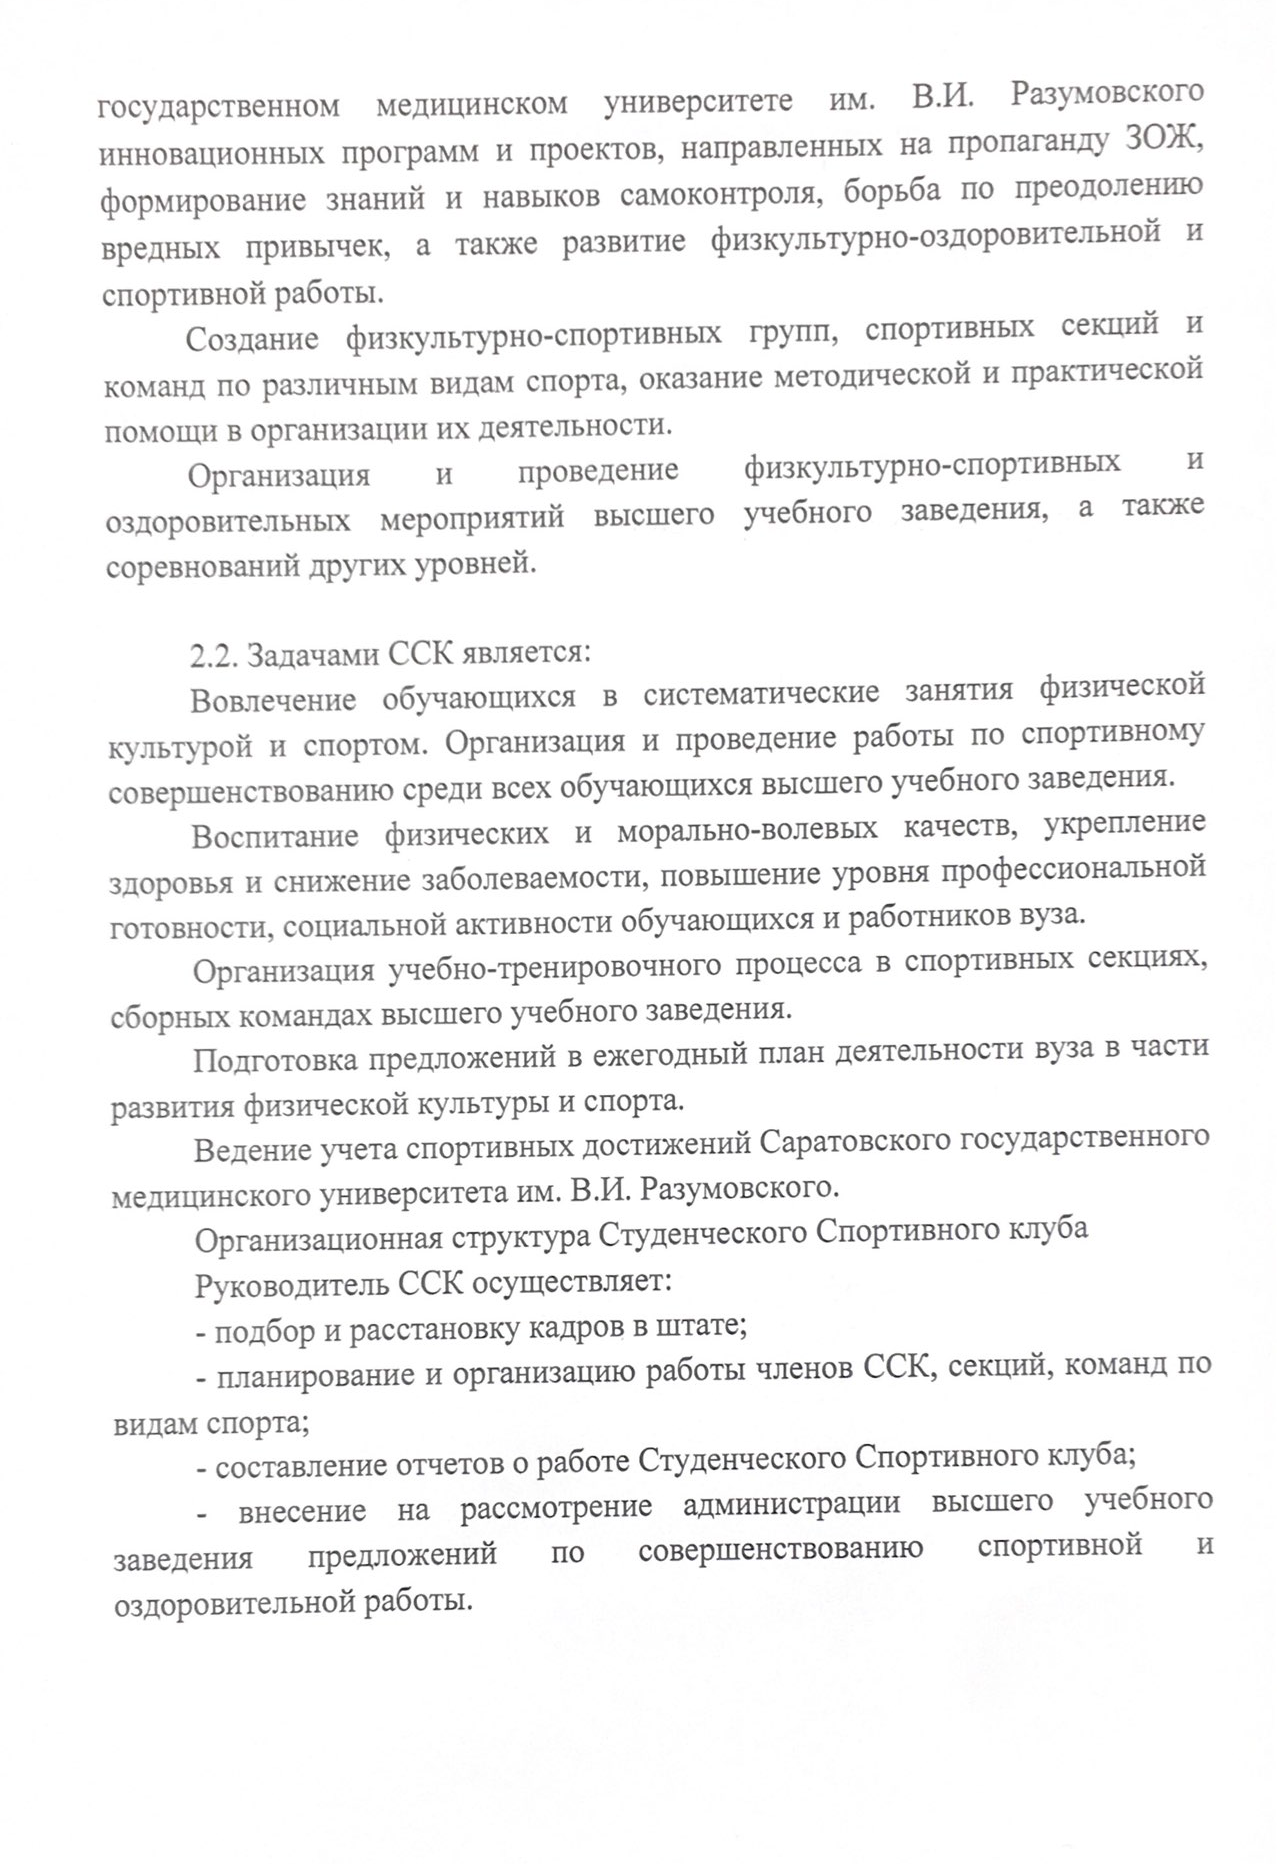 государственном медицинском университете им. В.И. Разумовского
инновационных программ и проектов, направленных на пропаганду ЗОЖ,
формирование знаний и навыков самоконтроля, борьба по преодолению
вредных привычек, а также развитие физкультурно-оздоровительной и
спортивной работы.
Создание физкультурно-спортивных групп, спортивных секций и
команд по различным видам спорта, оказание методической и практической
помощи в организации их деятельности.
Организация и проведение физкультурно-спортивных и
оздоровительных мероприятий высшего учебного заведения, а также
соревнований других уровней.
2.2. Задачами ССК является:
Вовлечение обучающихся в систематические занятия физической
культурой и спортом. Организация и проведение работы по спортивному
совершенствованию среди всех обучающихся высшего учебного заведения.
Воспитание физических и морально-волевых качеств, укрепление
здоровья и снижение заболеваемости, повышение уровня профессиональной
готовности, социальной активности обучающихся и работников вуза.
Организация учебно-тренировочного процесса в спортивных секциях,
сборных командах высшего учебного заведения.
Подготовка предложений в ежегодный план деятельности вуза в части
развития физической культуры и спорта.
Ведение учета спортивных достижений Саратовского государственного
медицинского университета им. В.И. Разумовского.
Организационная структура Студенческого Спортивного клуба
Руководитель ССК осуществляет:
- подбор и расстановку кадров в штате;
- планирование и организацию работы членов ССК, секций, команд по
видам спорта;
- составление отчетов о работе Студенческого Спортивного клуба;
- внесение на рассмотрение администрации высшего учебного
заведения предложений по совершенствованию спортивной и
оздоровительной работы.